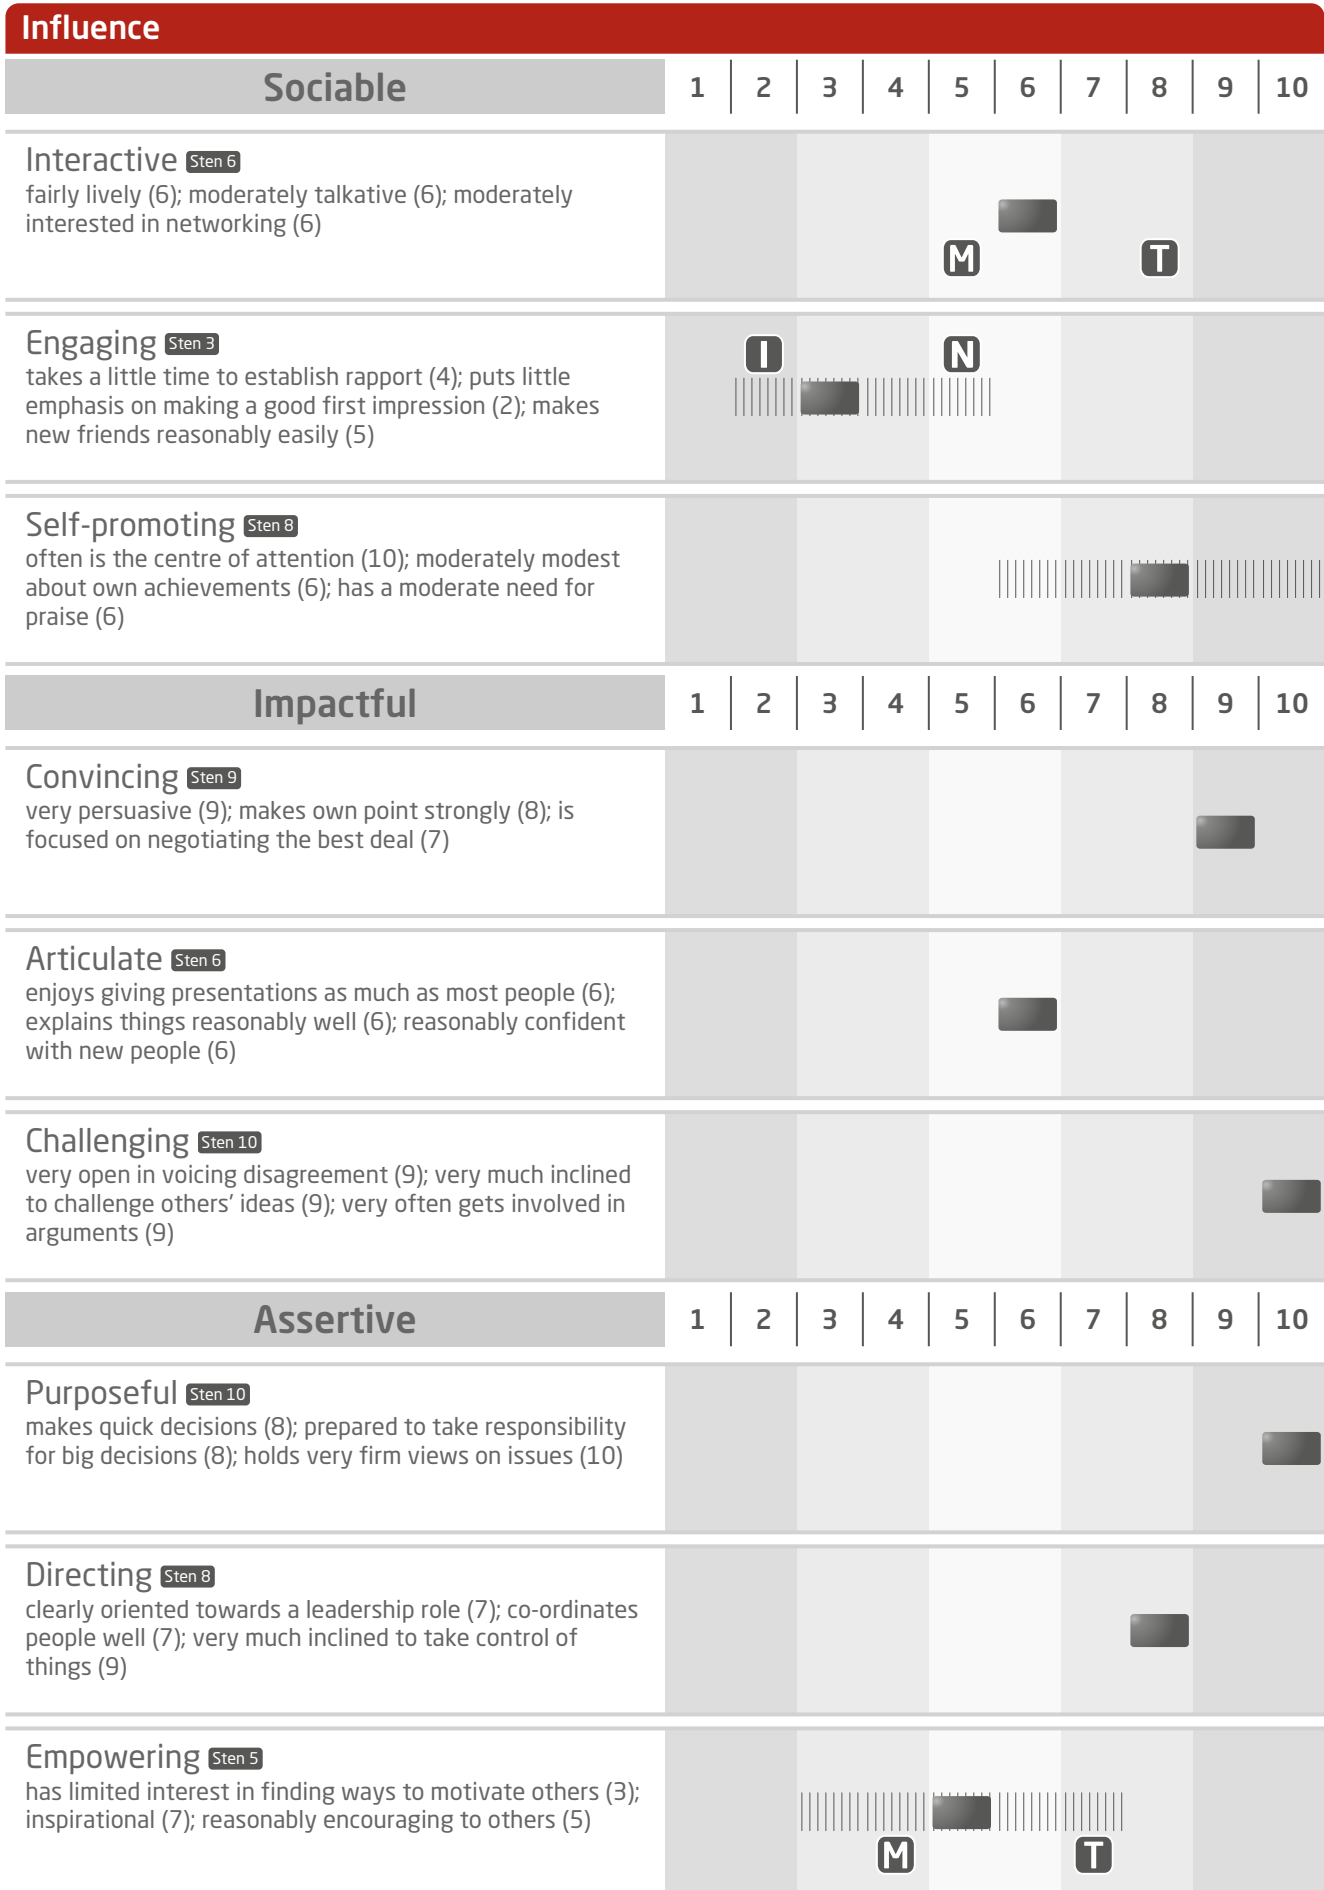 Influence
Sociable 1 2 3 4 5 6 7 8 9 10
Interactive Sten 6
fairly lively (6); moderately talkative (6); moderately
interested in networking (6)
M T
Engaging Sten 3
I N
takes a little time to establish rapport (4); puts little
emphasis on making a good first impression (2); makes
new friends reasonably easily (5)
Self-promoting Sten 8
often is the centre of attention (10); moderately modest
about own achievements (6); has a moderate need for
praise (6)
Impactful 1 2 3 4 5 6 7 8 9 10
Convincing Sten 9
very persuasive (9); makes own point strongly (8); is
focused on negotiating the best deal (7)
Articulate Sten 6
enjoys giving presentations as much as most people (6);
explains things reasonably well (6); reasonably confident
with new people (6)
Challenging Sten 10
very open in voicing disagreement (9); very much inclined
to challenge others' ideas (9); very often gets involved in
arguments (9)
Assertive 1 2 3 4 5 6 7 8 9 10
Purposeful Sten 10
makes quick decisions (8); prepared to take responsibility
for big decisions (8); holds very firm views on issues (10)
Directing Sten 8
clearly oriented towards a leadership role (7); co-ordinates
people well (7); very much inclined to take control of
things (9)
Empowering Sten 5
has limited interest in finding ways to motivate others (3);
inspirational (7); reasonably encouraging to others (5)
M T